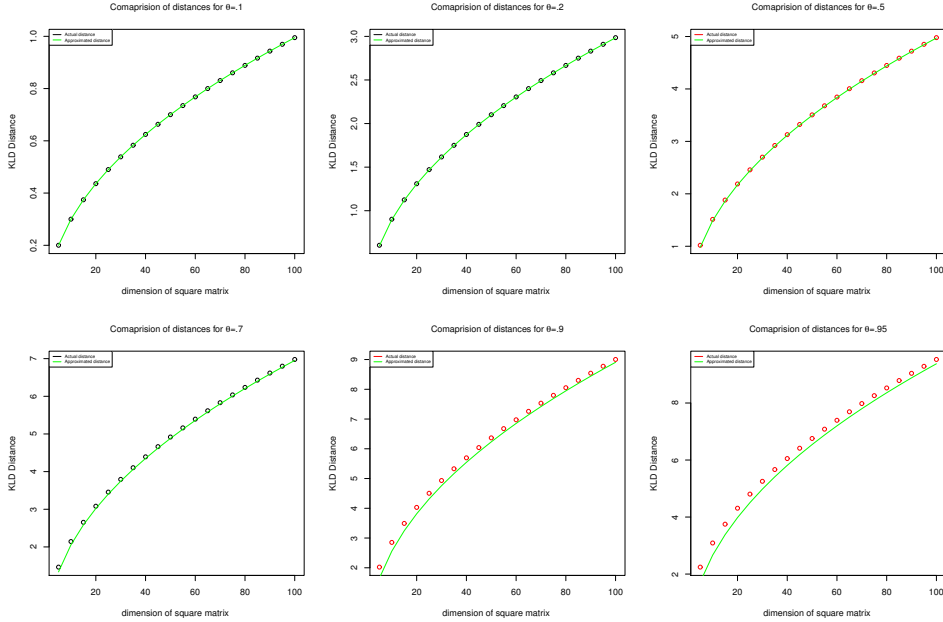 Comaprision of distances for θ=.1
Actual distance
Approximated distance
KLD Distance
0.2 0.4 0.6 0.8 1.0
20 40 60 80 100
dimension of square matrix
Comaprision of distances for θ=.2
Actual distance
Approximated distance
KLD Distance
1.0 1.5 2.0 2.5 3.0
20 40 60 80 100
dimension of square matrix
Comaprision of distances for θ=.5
Actual distance
Approximated distance
KLD Distance
1 2 3 4 5
20 40 60 80 100
dimension of square matrix
Comaprision of distances for θ=.7
Actual distance
Approximated distance
KLD Distance
2 3 4 5 6 7
20 40 60 80 100
dimension of square matrix
Comaprision of distances for θ=.9
Actual distance
Approximated distance
KLD Distance
2 3 4 5 6 7 8 9
20 40 60 80 100
dimension of square matrix
Comaprision of distances for θ=.95
Actual distance
Approximated distance
KLD Distance
2 4 6 8
20 40 60 80 100
dimension of square matrix